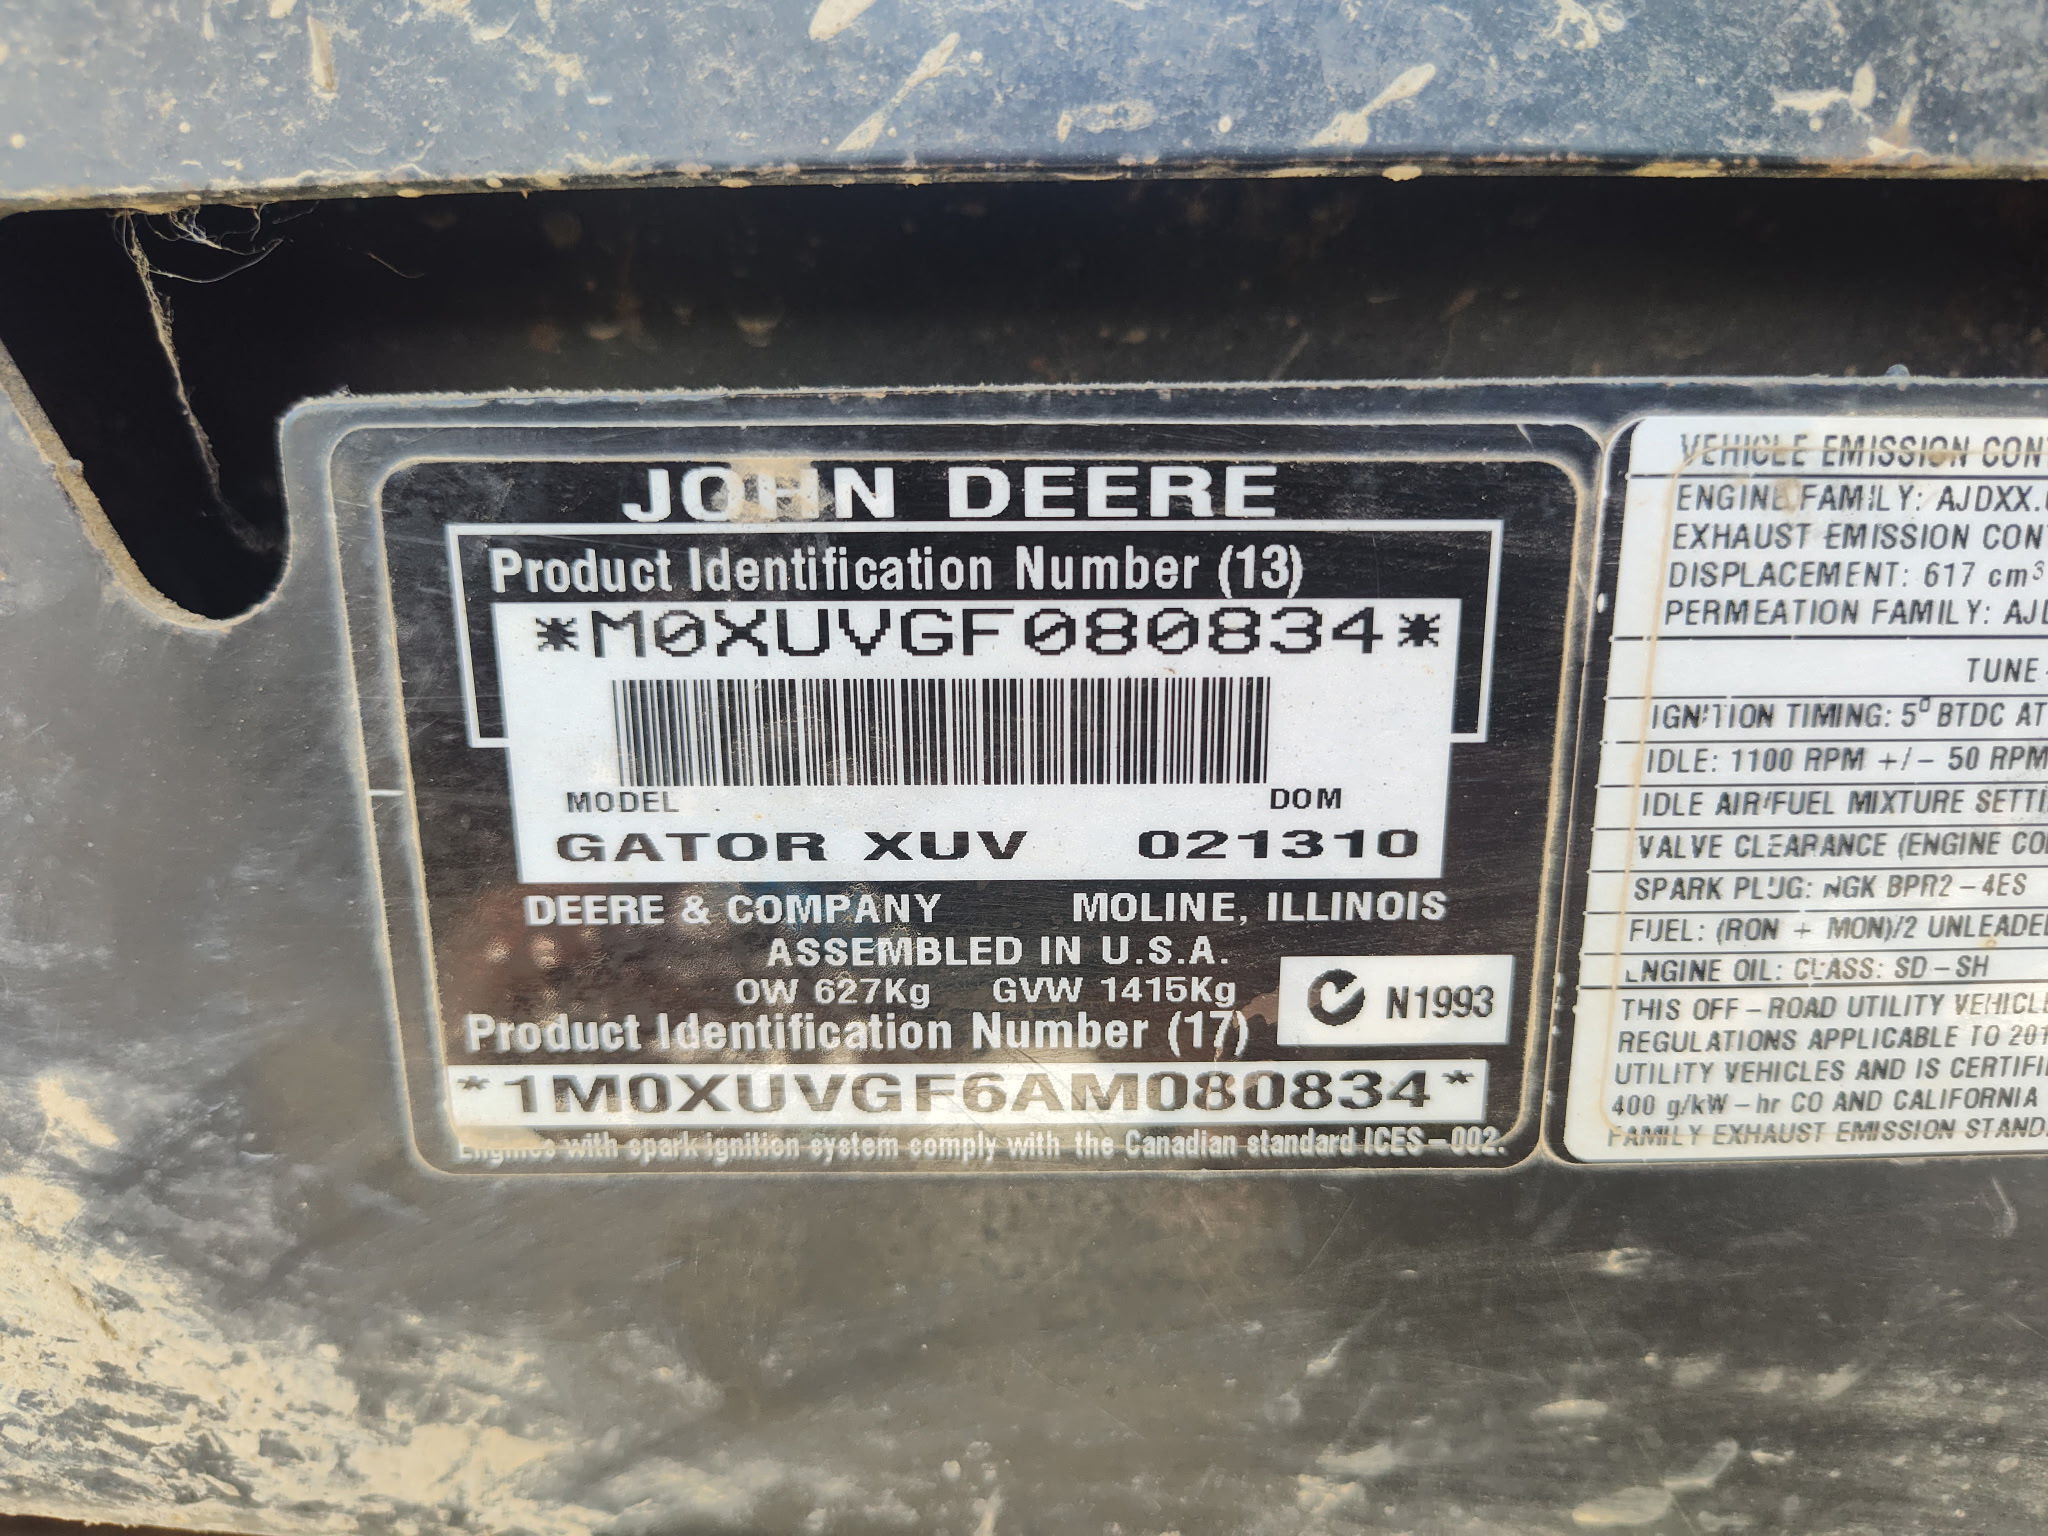 JOHN DEERE
Product Identification Number (13)
*M0XUVGF080834*
MODEL DOM
GATOR XUV 021310
DEERE & COMPANY MOLINE, ILLINOIS
ASSEMBLED IN U.S.A.
OW 627Kg GVW 1415Kg
N1993
Product Identification Number (17)
*1M0XUVGF6AM080834*
Engines with spark ignition system comply with the Canadian standard ICES-002.
VEHICLE EMISSION CON
ENGINE FAMILY: AJDXX.
EXHAUST EMISSION CON
DISPLACEMENT: 617 cm³
PERMEATION FAMILY: AJD
TUNE-
IGNITION TIMING: 5° BTDC AT
IDLE: 1100 RPM +/- 50 RPM
IDLE AIR/FUEL MIXTURE SETTI
VALVE CLEARANCE (ENGINE CO
SPARK PLUG: NGK BPR2-4ES
FUEL: (RON + MON)/2 UNLEADE
ENGINE OIL: CLASS: SD-SH
THIS OFF-ROAD UTILITY VEHICL
REGULATIONS APPLICABLE TO 201
UTILITY VEHICLES AND IS CERTIFI
400 g/kW-hr CO AND CALIFORNIA
FAMILY EXHAUST EMISSION STAND